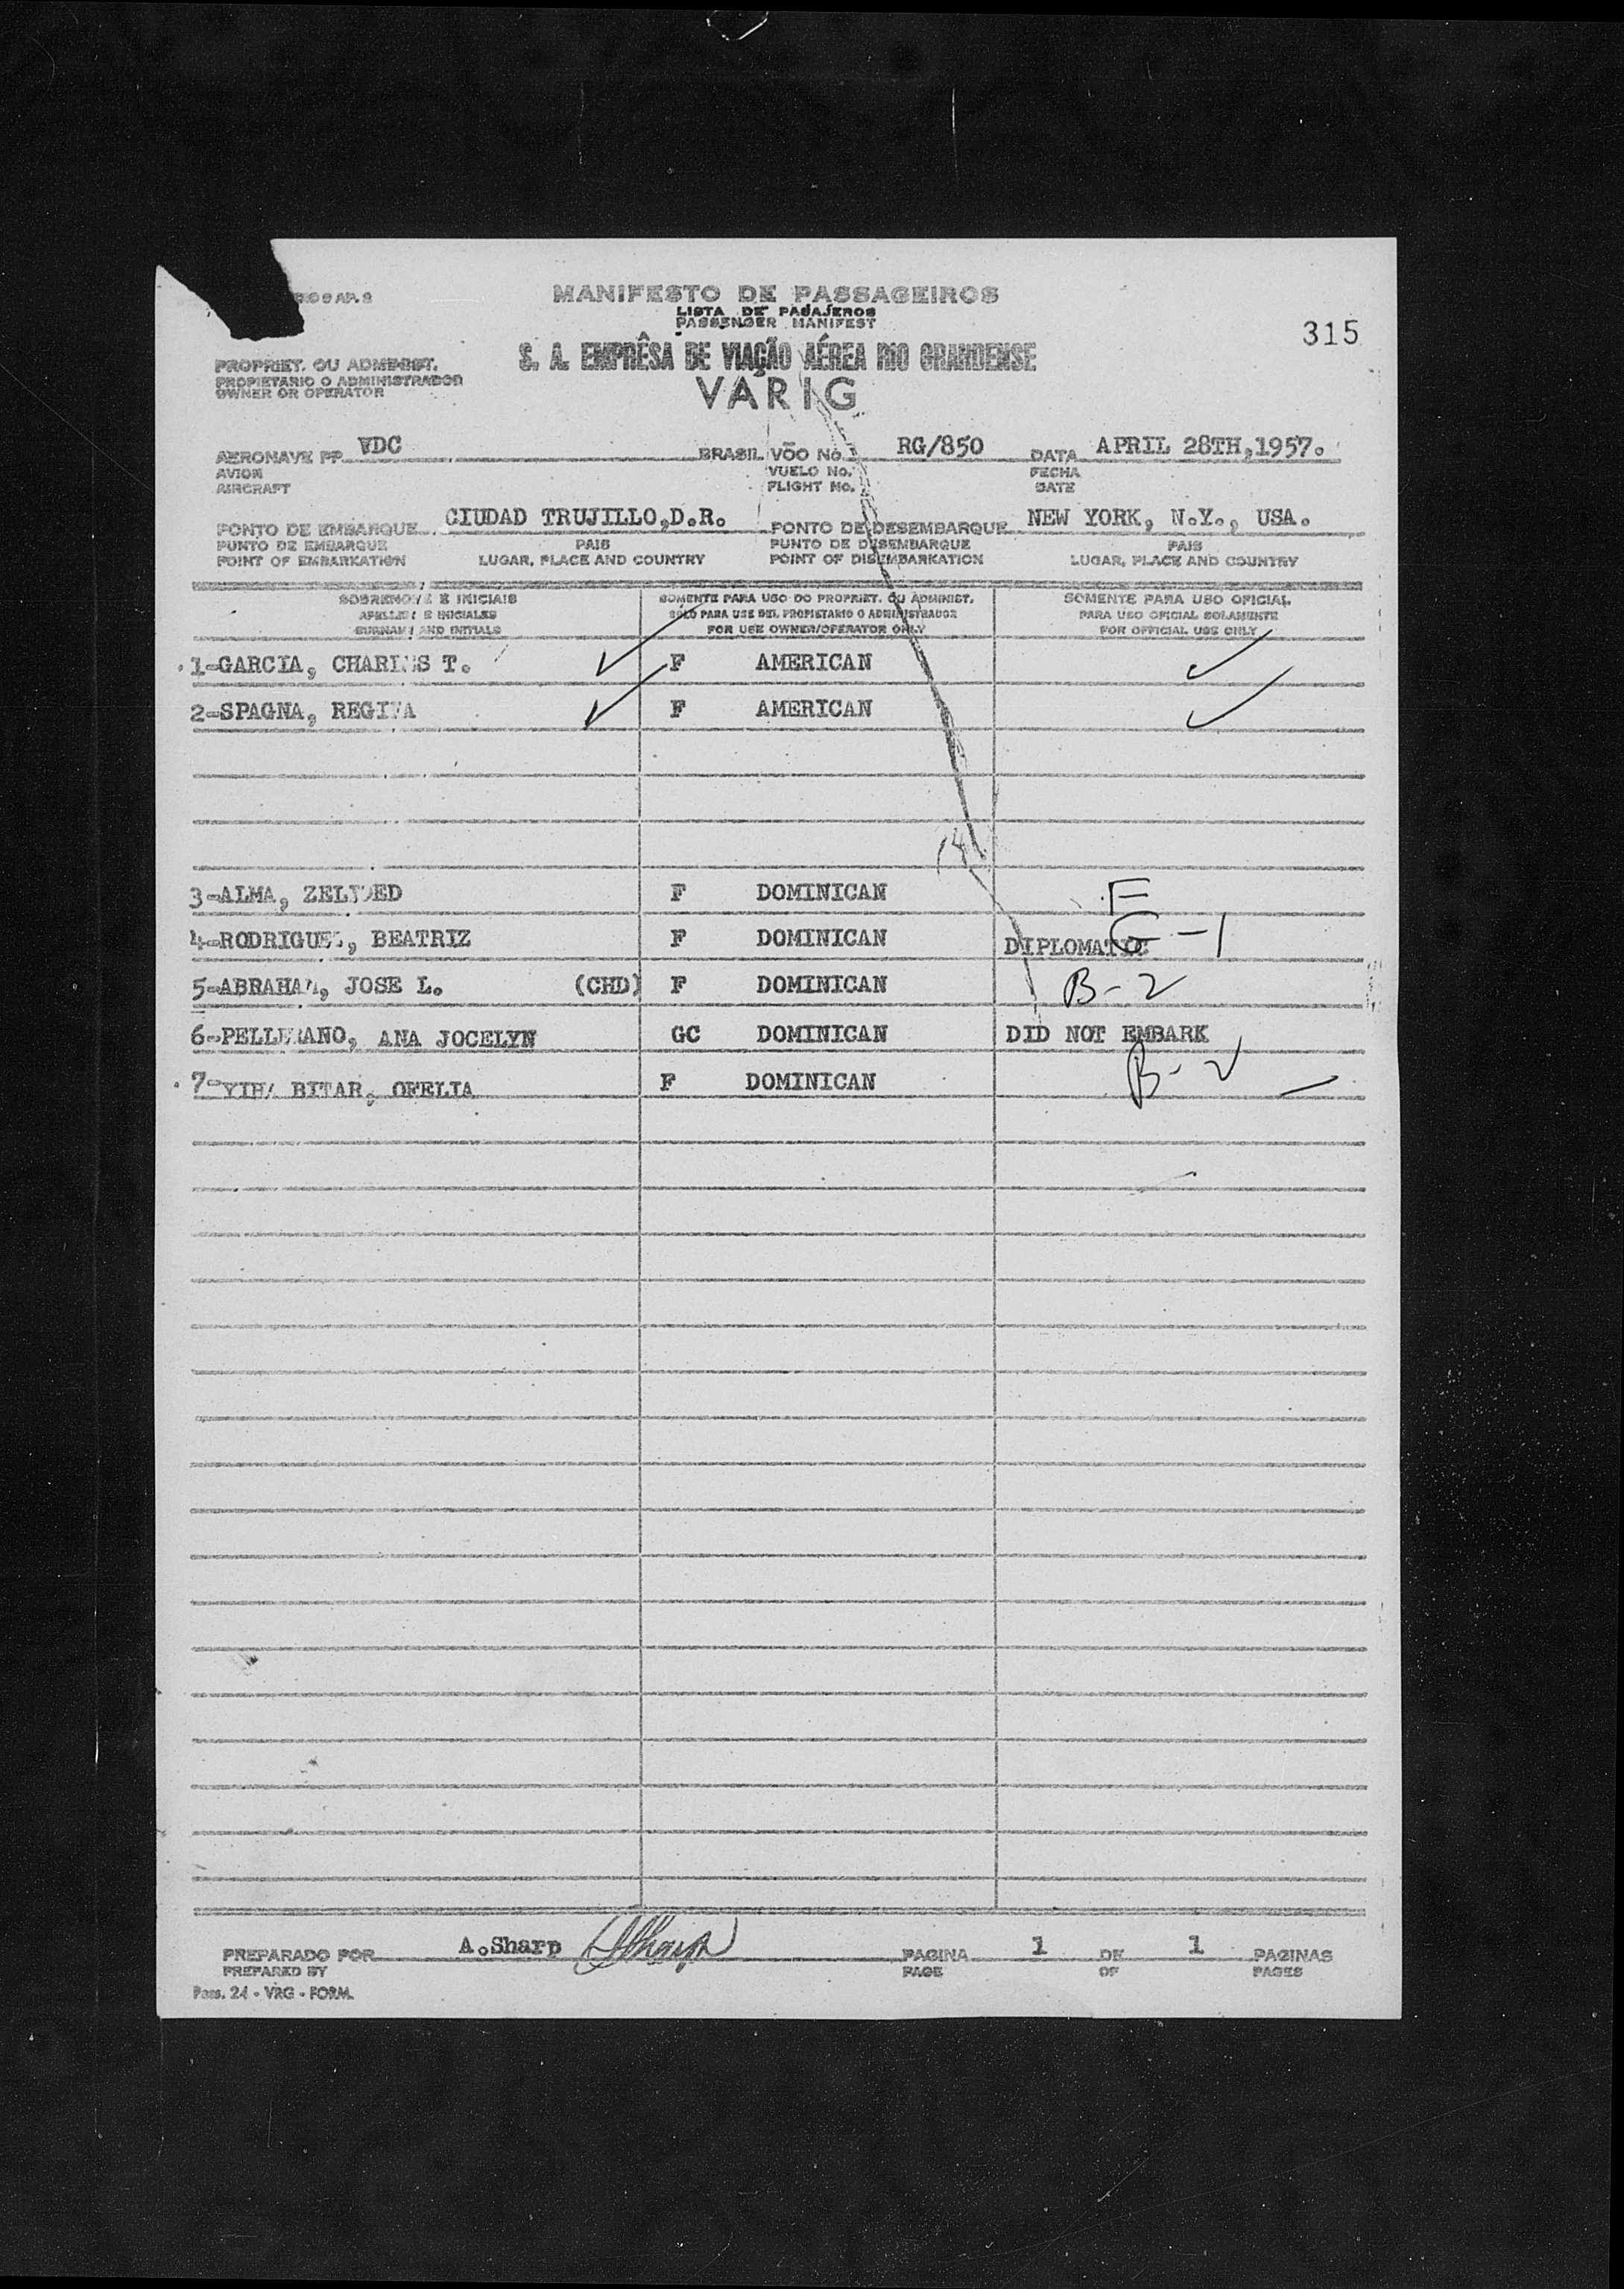 AP. 2
MANIFESTO DE PASSAGEIROS
LISTA DE PASAJEROS
PASSENGER MANIFEST
315
PROPRIET. OU ADMINIST.
PROPIETARIO O ADMINISTRADOR
OWNER OR OPERATOR
S. A. EMPRÊSA DE VIAÇÃO AÉREA RIO GRANDENSE
VARIG
AERONAVE PP VDC BRASIL VÕO No. RG/850 DATA APRIL 28TH,1957.
AVION VUELO No. FECHA
AIRCRAFT FLIGHT No. DATE
PONTO DE EMBARQUE CIUDAD TRUJILLO,D.R. PONTO DE DESEMBARQUE NEW YORK, N.Y., USA.
PUNTO DE EMBARQUE PAIS PUNTO DE DESEMBARQUE PAIS
POINT OF EMBARKATION LUGAR, PLACE AND COUNTRY POINT OF DISEMBARKATION LUGAR, PLACE AND COUNTRY
SOBRENOME E INICIAIS SOMENTE PARA USO DO PROPRIET. OU ADMINIST. SOMENTE PARA USO OFICIAL
E INICIALES SOLO PARA USE DEL PROPIETARIO O ADMINISTRADOR PARA USO OFICIAL SOLAMENTE
SURNAME AND INITIALS FOR USE OWNER/OPERATOR ONLY FOR OFFICIAL USE ONLY
1-GARCIA, CHARLES T. F AMERICAN
2-SPAGNA, REGINA F AMERICAN
14
3-ALMA, F DOMINICAN F
4-RODRIGUEZ, BEATRIZ F DOMINICAN DIPLOMATIC G-1
5-ABRAHAM, JOSE L. (CHD) F DOMINICAN B-2
6-PELLERANO, ANA JOCELYN GC DOMINICAN DID NOT EMBARK
7- BITAR, OFELIA F DOMINICAN B-2
PREPARADO POR A.Sharp ASharp PAGINA 1 DE 1 PAGINAS
PREPARED BY PAGE OF PAGES
Pass. 24 - VRG - FORM.